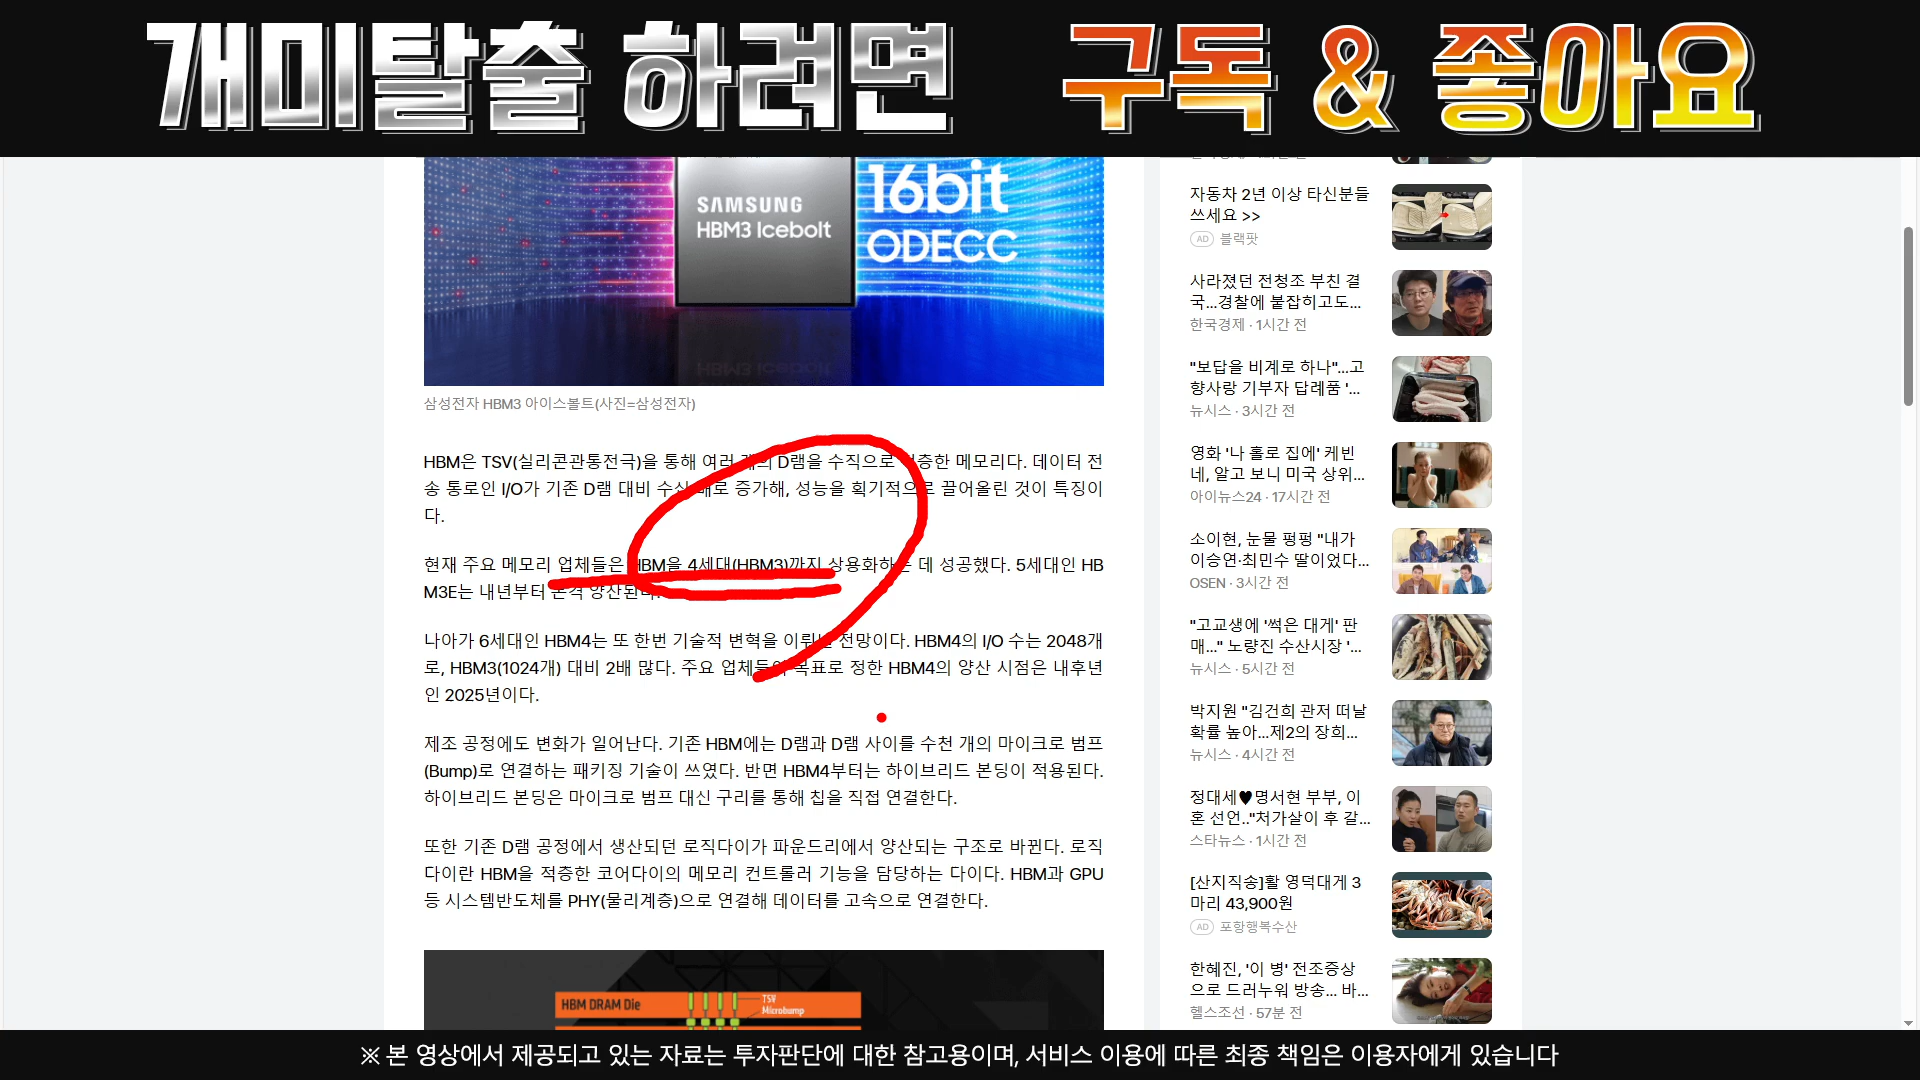 개미탈출 하려면 구독 & 좋아요
SAMSUNG
HBM3 Icebolt
16bit
ODECC
삼성전자 HBM3 아이스볼트(사진=삼성전자)
HBM은 TSV(실리콘관통전극)을 통해 여러 개의 D램을 수직으로 적층한 메모리다. 데이터 전
송 통로인 I/O가 기존 D램 대비 수십 배로 증가해, 성능을 획기적으로 끌어올린 것이 특징이
다.
현재 주요 메모리 업체들은 HBM을 4세대(HBM3)까지 상용화하는 데 성공했다. 5세대인 HB
M3E는 내년부터 본격 양산된다.
나아가 6세대인 HBM4는 또 한번 기술적 변혁을 이뤄낼 전망이다. HBM4의 I/O 수는 2048개
로, HBM3(1024개) 대비 2배 많다. 주요 업체들이 목표로 정한 HBM4의 양산 시점은 내후년
인 2025년이다.
제조 공정에도 변화가 일어난다. 기존 HBM에는 D램과 D램 사이를 수천 개의 마이크로 범프
(Bump)로 연결하는 패키징 기술이 쓰였다. 반면 HBM4부터는 하이브리드 본딩이 적용된다.
하이브리드 본딩은 마이크로 범프 대신 구리를 통해 칩을 직접 연결한다.
또한 기존 D램 공정에서 생산되던 로직다이가 파운드리에서 양산되는 구조로 바뀐다. 로직
다이란 HBM을 적층한 코어다이의 메모리 컨트롤러 기능을 담당하는 다이다. HBM과 GPU
등 시스템반도체를 PHY(물리계층)으로 연결해 데이터를 고속으로 연결한다.
HBM DRAM Die
TSV
Microbump
자동차 2년 이상 타신분들
쓰세요 >>
AD 블랙팟
사라졌던 전청조 부친 결
국...경찰에 붙잡히고도...
한국경제 · 1시간 전
"보답을 비계로 하나"...고
향사랑 기부자 답례품 '...
뉴시스 · 3시간 전
영화 '나 홀로 집에' 케빈
네, 알고 보니 미국 상위...
아이뉴스24 · 17시간 전
소이현, 눈물 펑펑 "내가
이승연·최민수 딸이었다...
OSEN · 3시간 전
"고교생에 '썩은 대게' 판
매..." 노량진 수산시장 '...
뉴시스 · 5시간 전
박지원 "김건희 관저 떠날
확률 높아...제2의 장희...
뉴시스 · 4시간 전
정대세♥명서현 부부, 이
혼 선언.."처가살이 후 갈...
스타뉴스 · 1시간 전
[산지직송]활 영덕대게 3
마리 43,900원
AD 포항행복수산
한혜진, '이 병' 전조증상
으로 드러누워 방송... 바...
헬스조선 · 57분 전
※ 본 영상에서 제공되고 있는 자료는 투자판단에 대한 참고용이며, 서비스 이용에 따른 최종 책임은 이용자에게 있습니다